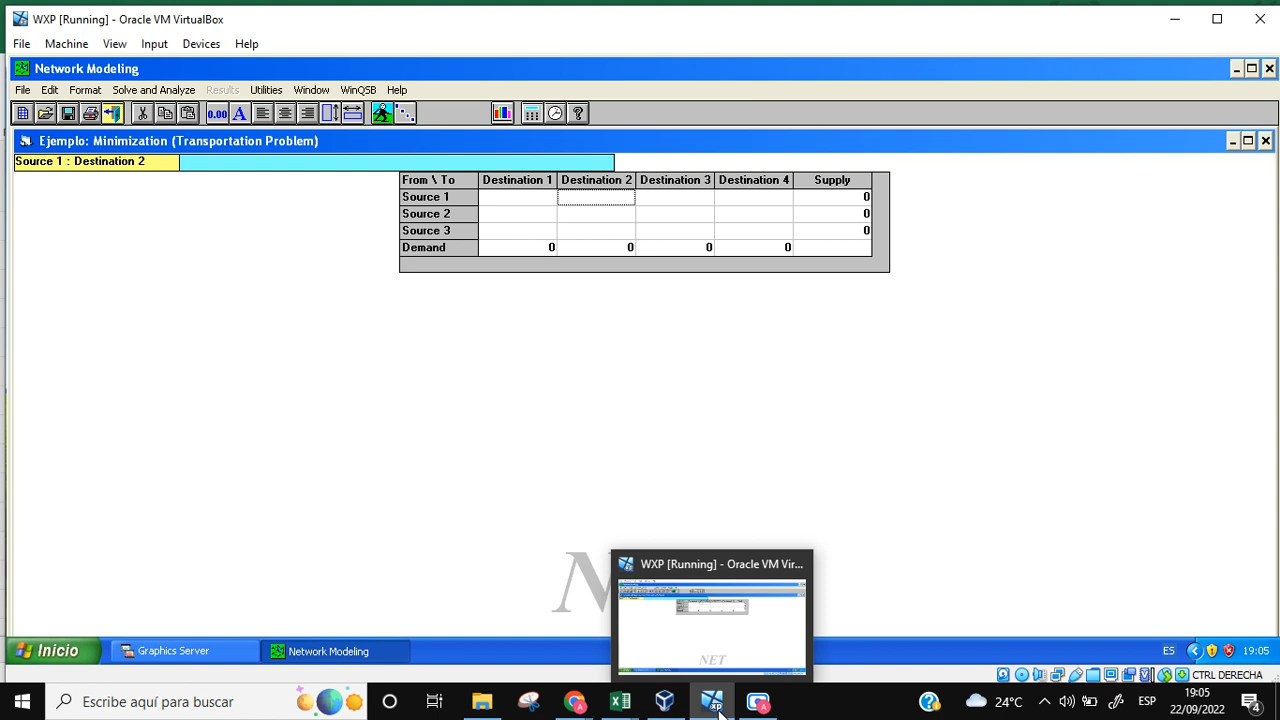 WXP [Running] - Oracle VM VirtualBox
File Machine View Input Devices Help
Network Modeling
File Edit Format Solve and Analyze Results Utilities Window WinQSB Help
0.00 A
Ejemplo: Minimization (Transportation Problem)
Source 1 : Destination 2
From \ To Destination 1 Destination 2 Destination 3 Destination 4 Supply
Source 1 0
Source 2 0
Source 3 0
Demand 0 0 0 0
WXP [Running] - Oracle VM Vir...
NET
Inicio Graphics Server Network Modeling ES 19:05
CTRL DERECHA
Escribe aquí para buscar 24°C ESP 19:05
22/09/2022 4